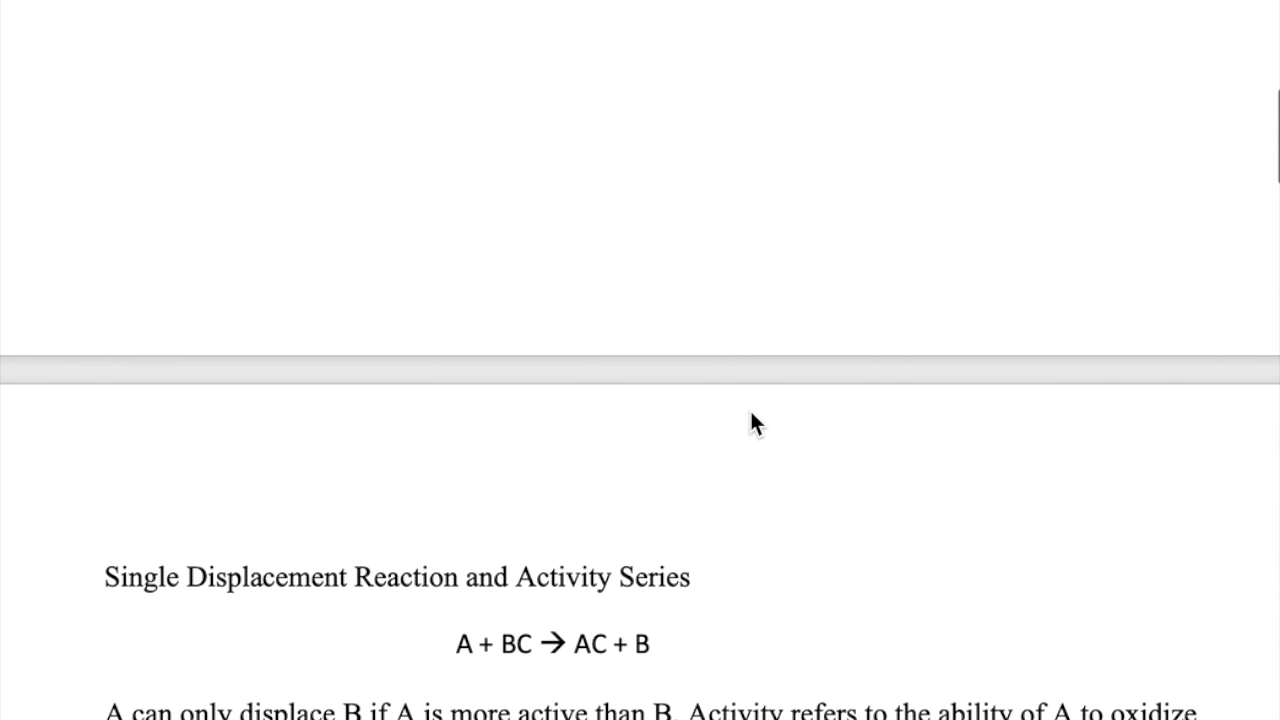 Single Displacement Reaction and Activity Series
A + BC → AC + B
A can only displace B if A is more active than B. Activity refers to the ability of A to oxidize